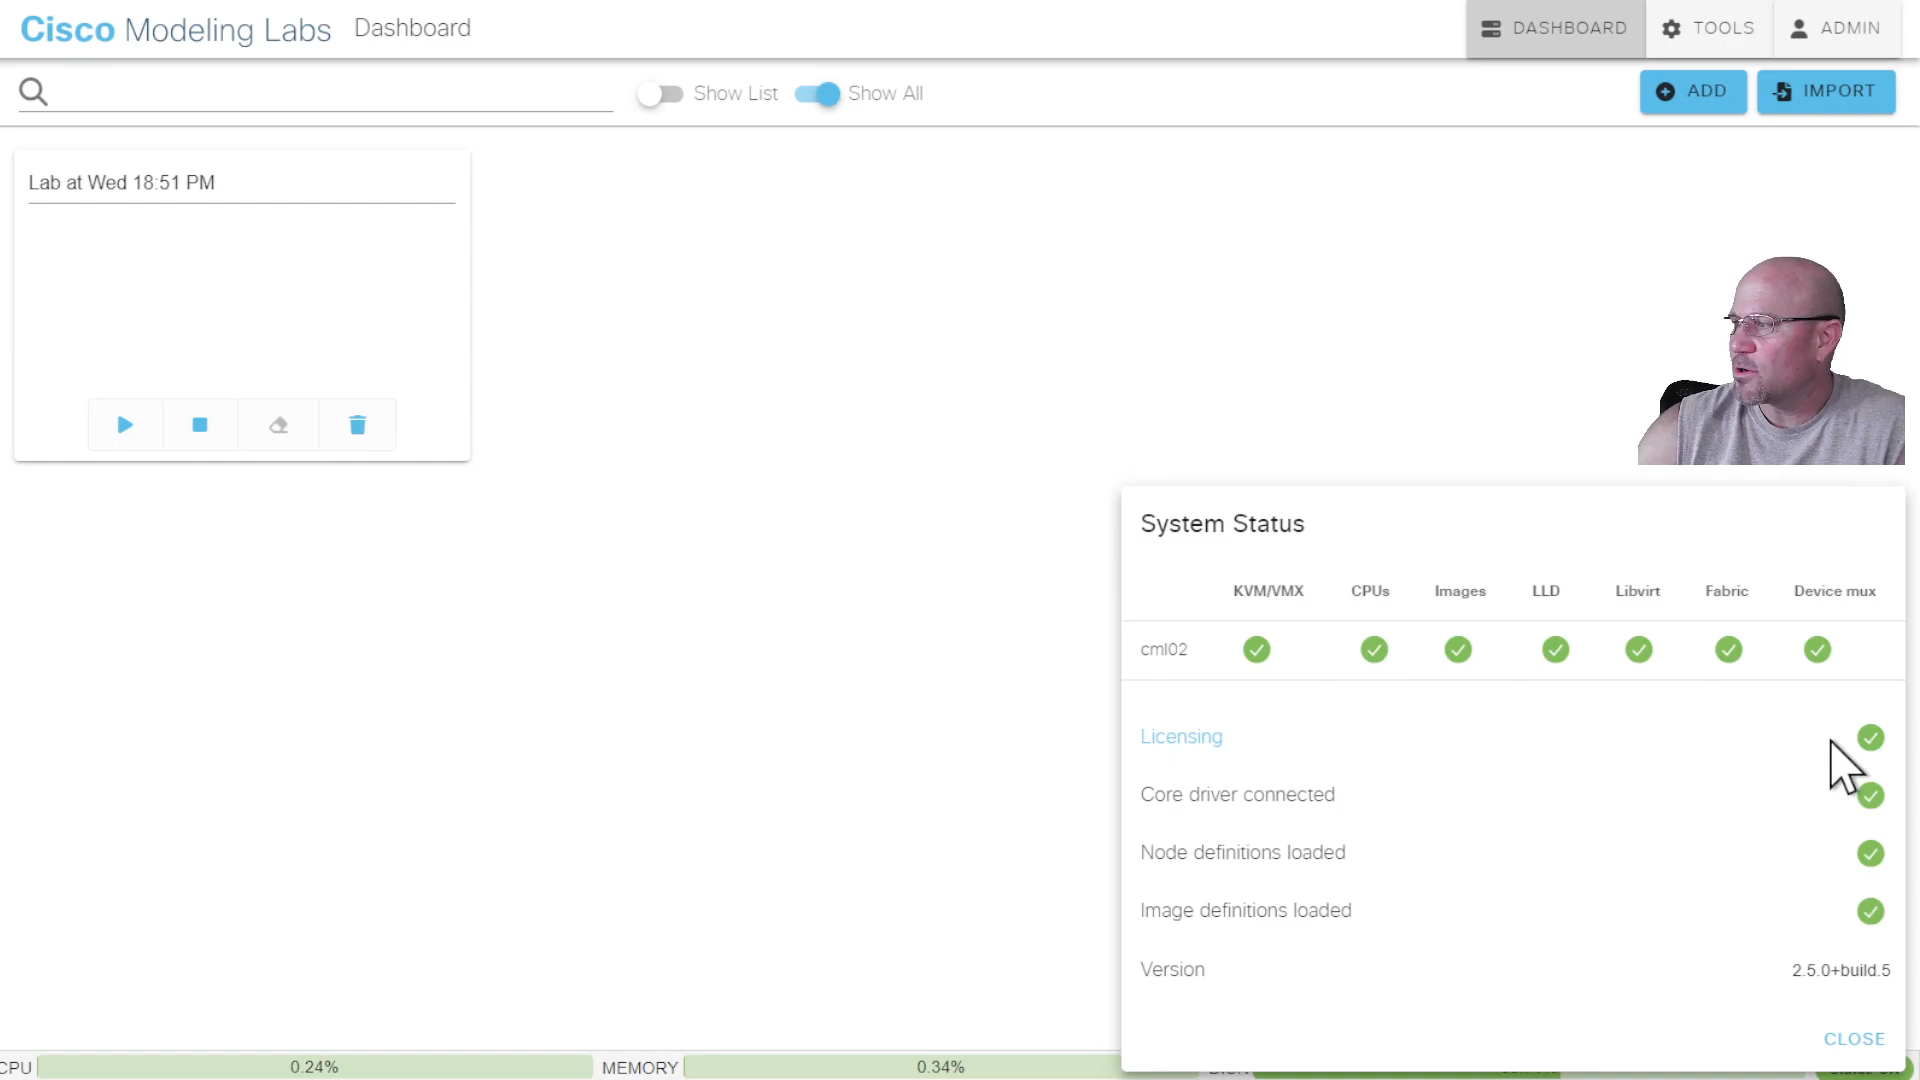 Cisco Modeling Labs Dashboard
DASHBOARD TOOLS ADMIN
Show List Show All
ADD IMPORT
Lab at Wed 18:51 PM
System Status
KVM/VMX CPUs Images LLD Libvirt Fabric Device mux
cml02
Licensing
Core driver connected
Node definitions loaded
Image definitions loaded
Version 2.5.0+build.5
CLOSE
CPU 0.24% MEMORY 0.34%